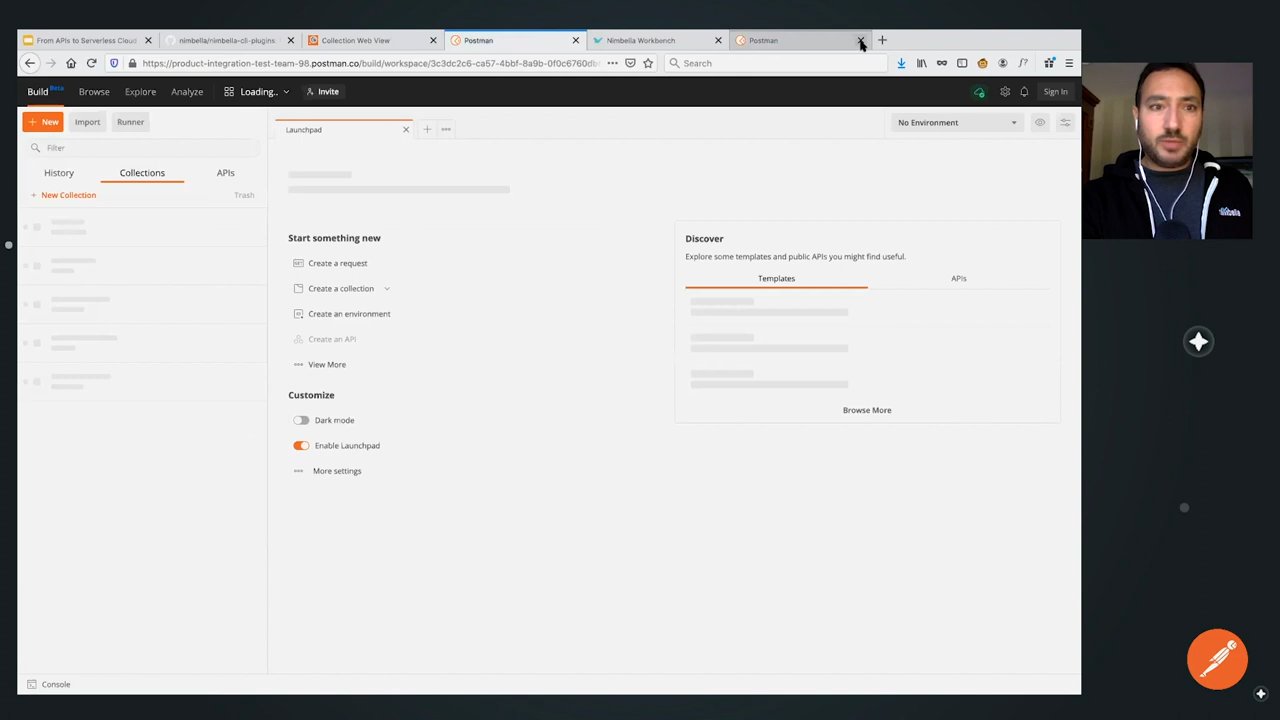 From APIs to Serverless Cloud
nimbella/nimbella-cli-plugins
Collection Web View
Postman
Nimbella Workbench
Postman
https://product-integration-test-team-98.postman.co/build/workspace/3c3dc2c6-ca57-4bbf-8a9b-0f0c6760db
Search
Build Beta
Browse
Explore
Analyze
Loading..
Invite
Sign In
New
Import
Runner
Launchpad
No Environment
Filter
History
Collections
APIs
+ New Collection
Trash
Start something new
Create a request
Create a collection
Create an environment
Create an API
View More
Customize
Dark mode
Enable Launchpad
More settings
Discover
Explore some templates and public APIs you might find useful.
Templates
APIs
Browse More
Console